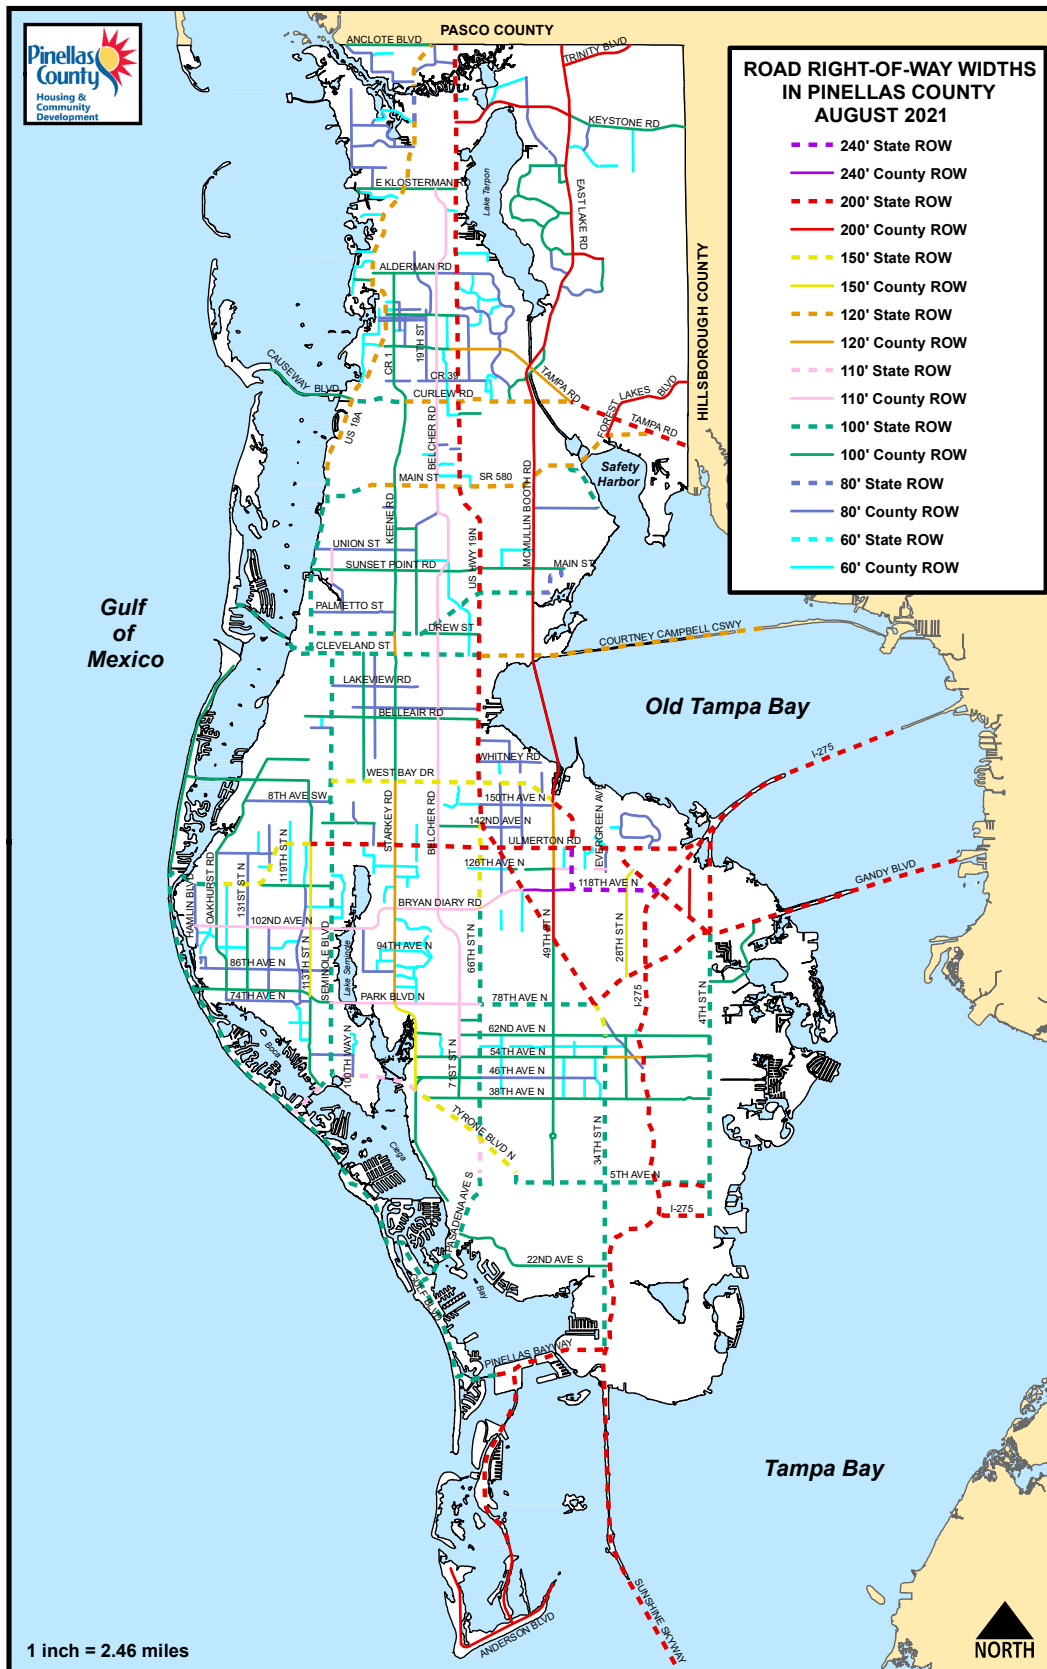 Pinellas
County
Housing &
Community
Development
PASCO COUNTY
ROAD RIGHT-OF-WAY WIDTHS
IN PINELLAS COUNTY
AUGUST 2021
240' State ROW
240' County ROW
200' State ROW
200' County ROW
150' State ROW
150' County ROW
120' State ROW
120' County ROW
110' State ROW
110' County ROW
100' State ROW
100' County ROW
80' State ROW
80' County ROW
60' State ROW
60' County ROW
ANCLOTE BLVD
TRINITY BLVD
KEYSTONE RD
E KLOSTERMAN RD
Lake Tarpon
EAST LAKE RD
HILLSBOROUGH COUNTY
ALDERMAN RD
19TH ST
CR 1
CR 39
CAUSEWAY BLVD
CURLEW RD
TAMPA RD
FOREST LAKES BLVD
TAMPA RD
US 19A
BELCHER RD
Safety
Harbor
MAIN ST
SR 580
KEENE RD
MCMULLIN BOOTH RD
US HWY 19N
UNION ST
SUNSET POINT RD
MAIN ST
PALMETTO ST
DREW ST
CLEVELAND ST
COURTNEY CAMPBELL CSWY
Gulf
of
Mexico
LAKEVIEW RD
BELLEAIR RD
Old Tampa Bay
WHITNEY RD
I-275
WEST BAY DR
8TH AVE SW
150TH AVE N
142ND AVE N
STARKEY RD
BELCHER RD
ULMERTON RD
EVERGREEN AVE
119TH ST N
126TH AVE N
GANDY BLVD
118TH AVE N
HAMLIN BLVD
OAKHURST RD
131ST ST N
BRYAN DIARY RD
102ND AVE N
SEMINOLE BLVD
94TH AVE N
66TH ST N
49TH ST N
28TH ST N
86TH AVE N
113TH ST N
Lake Seminole
74TH AVE N
PARK BLVD N
78TH AVE N
I-275
4TH ST N
62ND AVE N
54TH AVE N
Boca
100TH WAY N
71ST ST N
46TH AVE N
38TH AVE N
TYRONE BLVD N
34TH ST N
Ciega
5TH AVE N
PASADENA AVE S
I-275
22ND AVE S
GULF BLVD
Bay
PINELLAS BAYWAY
Tampa Bay
SUNSHINE SKYWAY
ANDERSON BLVD
1 inch = 2.46 miles
NORTH